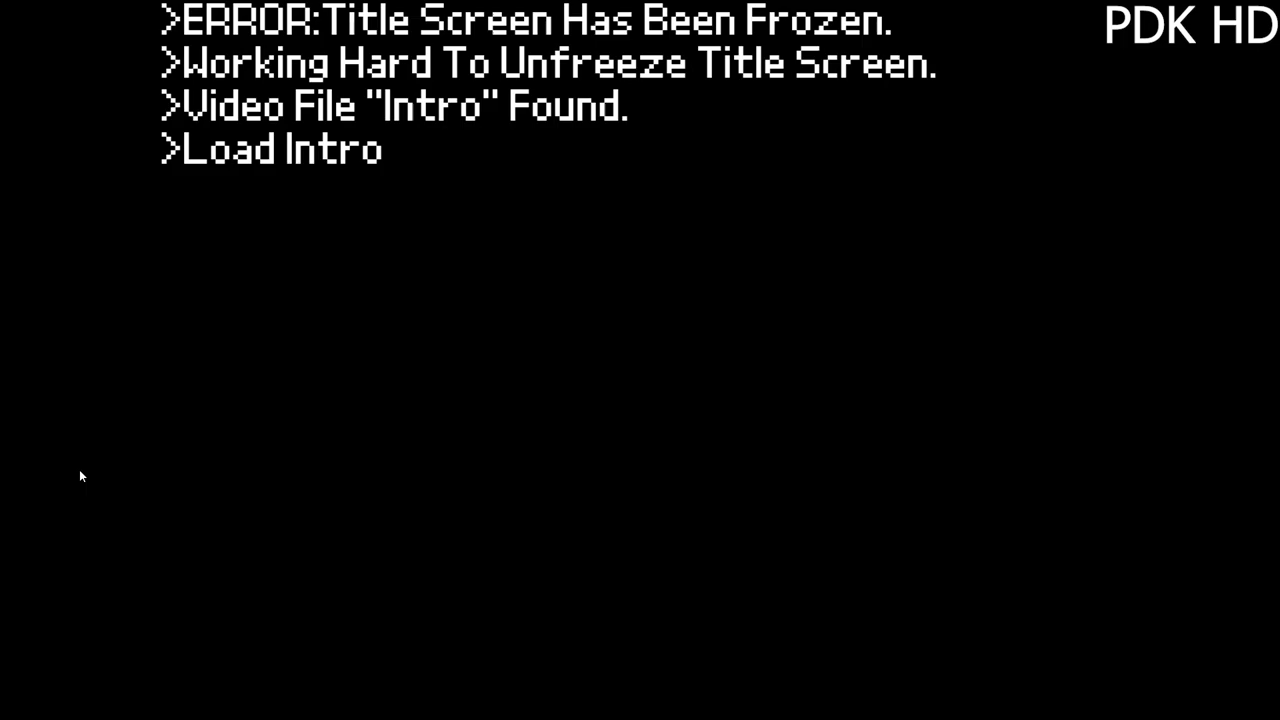 >ERROR:Title Screen Has Been Frozen.
PDK HD
>Working Hard To Unfreeze Title Screen.
>Video File "Intro" Found.
>Load Intro